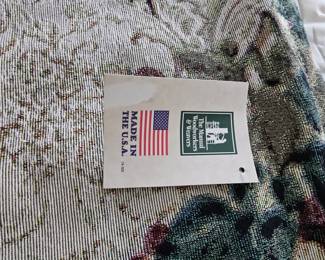 The Manual
Woodworkers
& Weavers
MADE IN
THE U.S.A.